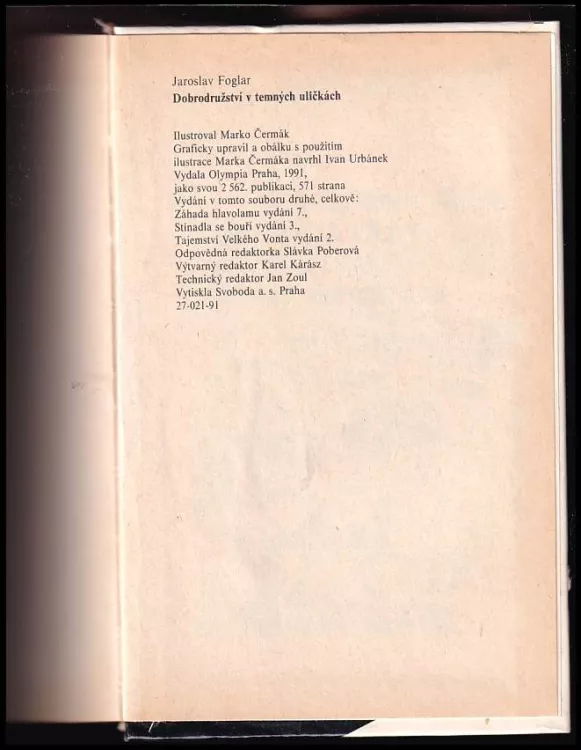 Jaroslav Foglar
Dobrodružství v temných uličkách
Ilustroval Marko Čermák
Graficky upravil a obálku s použitím
ilustrace Marka Čermáka navrhl Ivan Urbánek
Vydala Olympia Praha, 1991,
jako svou 2 562. publikaci, 571 strana
Vydání v tomto souboru druhé, celkově:
Záhada hlavolamu vydání 7.,
Stínadla se bouří vydání 3.,
Tajemství Velkého Vonta vydání 2.
Odpovědná redaktorka Slávka Poberová
Výtvarný redaktor Karel Kárász
Technický redaktor Jan Zoul
Vytiskla Svoboda a. s. Praha
27-021-91